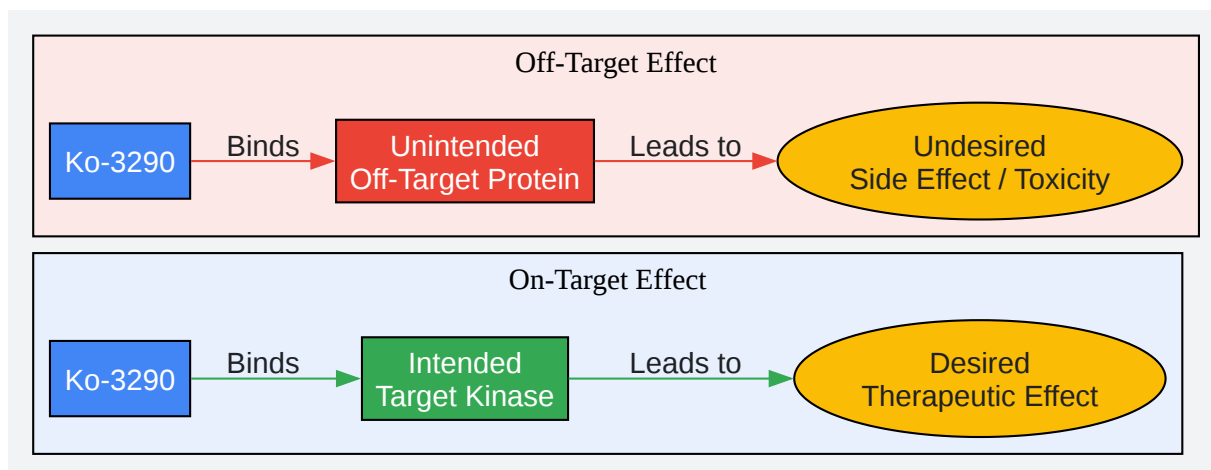 Off-Target Effect
Ko-3290
Binds
Unintended
Off-Target Protein
Leads to
Undesired
Side Effect / Toxicity
On-Target Effect
Ko-3290
Binds
Intended
Target Kinase
Leads to
Desired
Therapeutic Effect